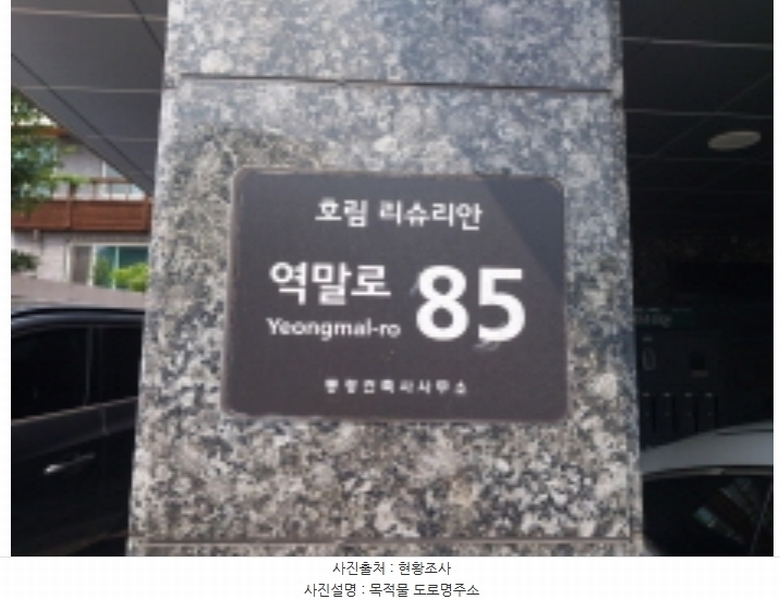 호림 리슈리안
역말로 85
Yeongmal-ro
사진출처 : 현황조사
사진설명 : 목적물 도로명주소